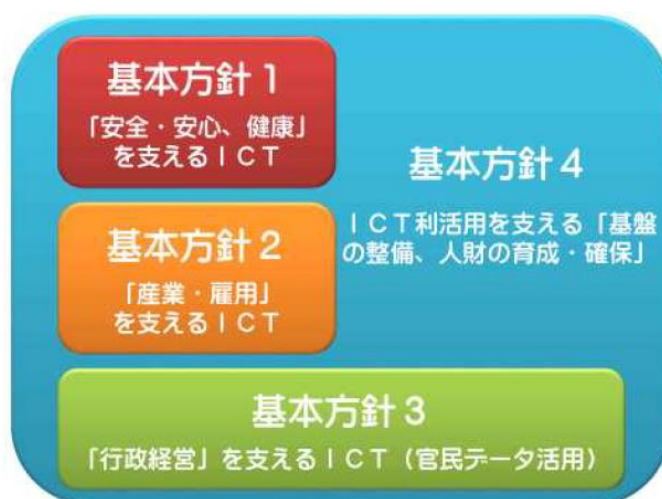 基本方針１
「安全・安心、健康」
を支えるＩＣＴ
基本方針２
「産業・雇用」
を支えるＩＣＴ
基本方針４
ＩＣＴ利活用を支える「基盤
の整備、人財の育成・確保」
基本方針３
「行政経営」を支えるＩＣＴ（官民データ活用）